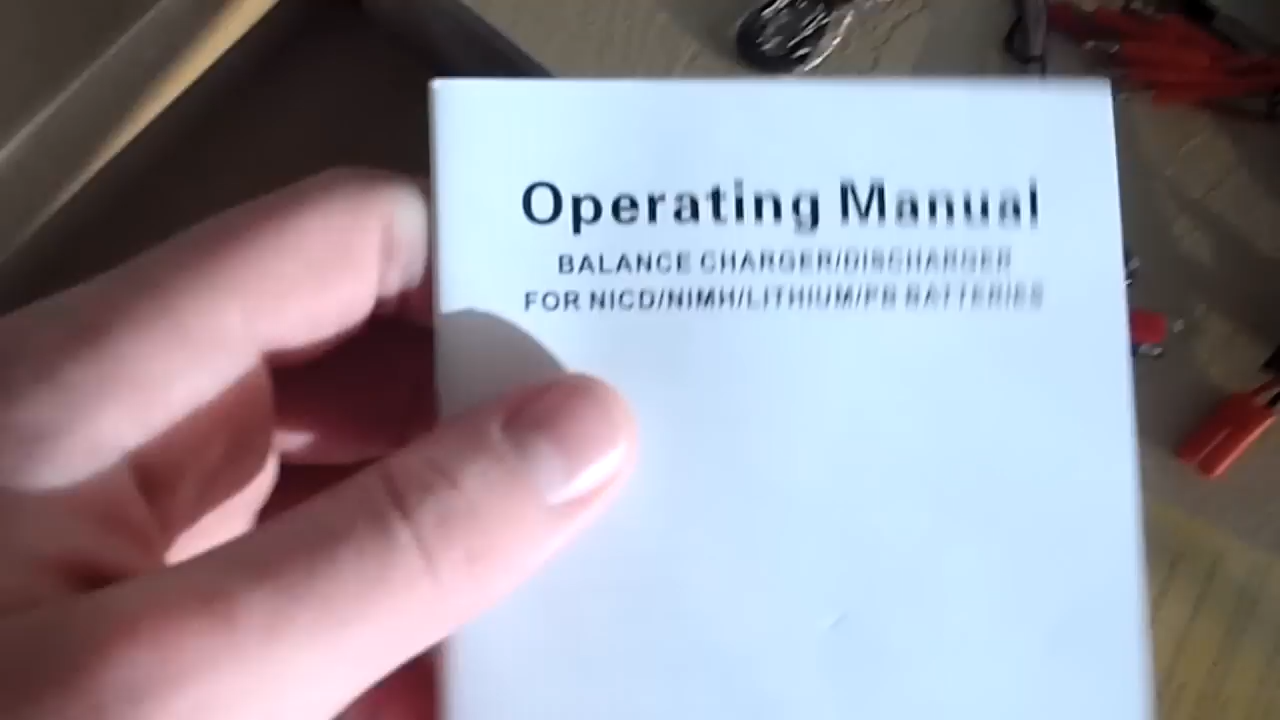 Operating Manual
BALANCE CHARGER/DISCHARGER
FOR NICD/NIMH/LITHIUM/PB BATTERIES